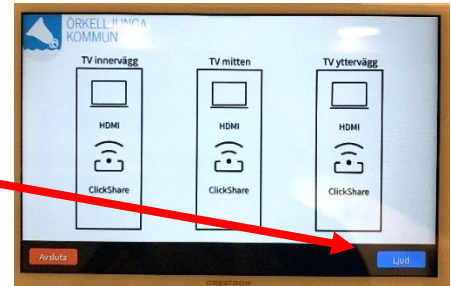 ÖRKELLJUNGA
KOMMUN
TV innervägg
TV mitten
TV yttervägg
HDMI
HDMI
HDMI
ClickShare
ClickShare
ClickShare
Avsluta
Ljud
CRESTRON